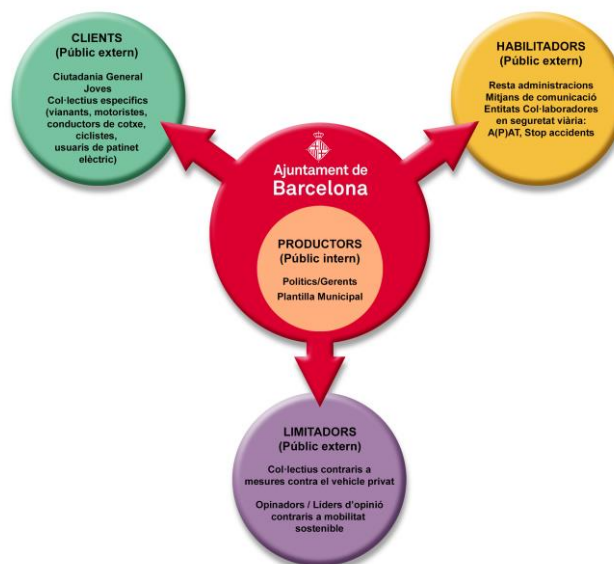 CLIENTS
(Públic extern)
Ciutadania General
Joves
Col·lectius especifics
(vianants, motoristes,
conductors de cotxe,
ciclistes,
usuaris de patinet
elèctric)
HABILITADORS
(Públic extern)
Resta administracions
Mitjans de comunicació
Entitats Col·laboradores
en seguretat viària:
A(P)AT, Stop accidents
Ajuntament de
Barcelona
PRODUCTORS
(Públic intern)
Politics/Gerents
Plantilla Municipal
LIMITADORS
(Públic extern)
Col·lectius contraris a
mesures contra el vehicle privat
Opinadors / Líders d'opinió
contraris a mobilitat
sostenible